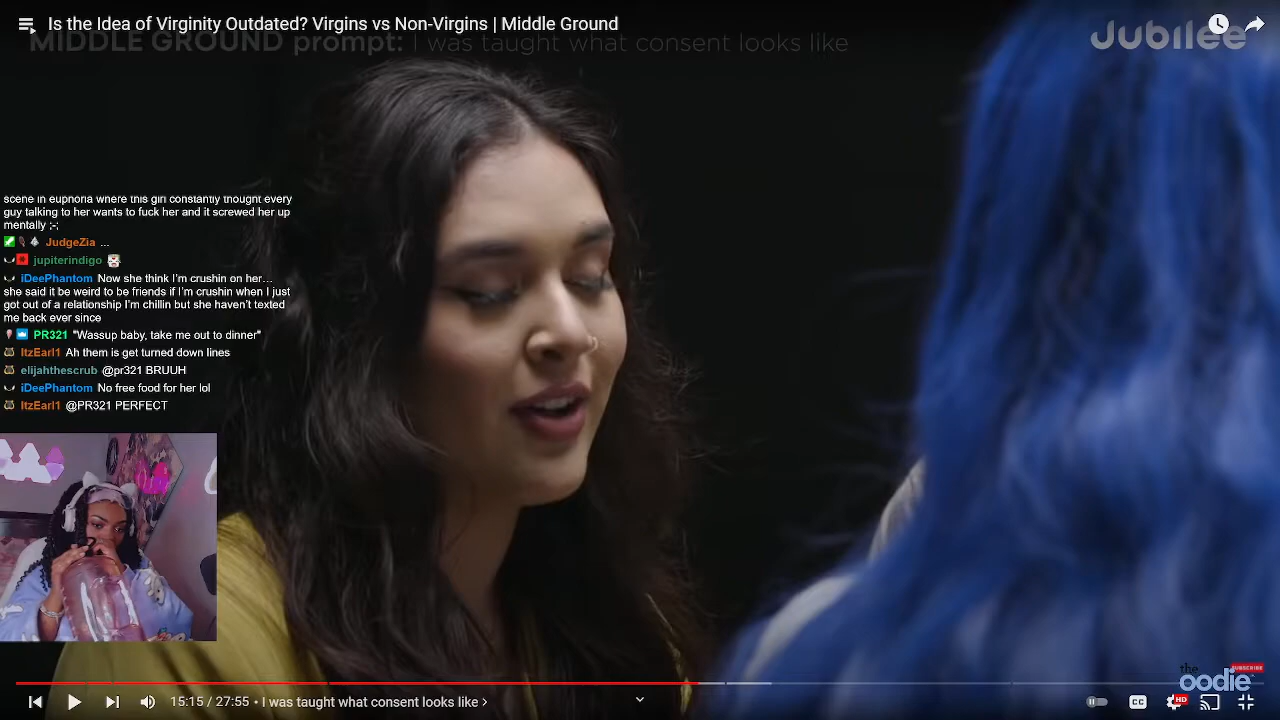 Is the Idea of Virginity Outdated? Virgins vs Non-Virgins | Middle Ground
MIDDLE GROUND prompt: I was taught what consent looks like
Jubilee
scene in euphoria where this girl constantly thought every
guy talking to her wants to fuck her and it screwed her up
mentally ;-;
JudgeZia ...
jupiterindigo
iDeePhantom Now she think I'm crushin on her...
she said it be weird to be friends if I'm crushin when I just
got out of a relationship I'm chillin but she haven't texted
me back ever since
PR321 "Wassup baby, take me out to dinner"
ItzEarl1 Ah them is get turned down lines
elijahthescrub @pr321 BRUUH
iDeePhantom No free food for her lol
ItzEarl1 @PR321 PERFECT
the
oodie
SUBSCRIBE
15:15 / 27:55 • I was taught what consent looks like
CC
HD